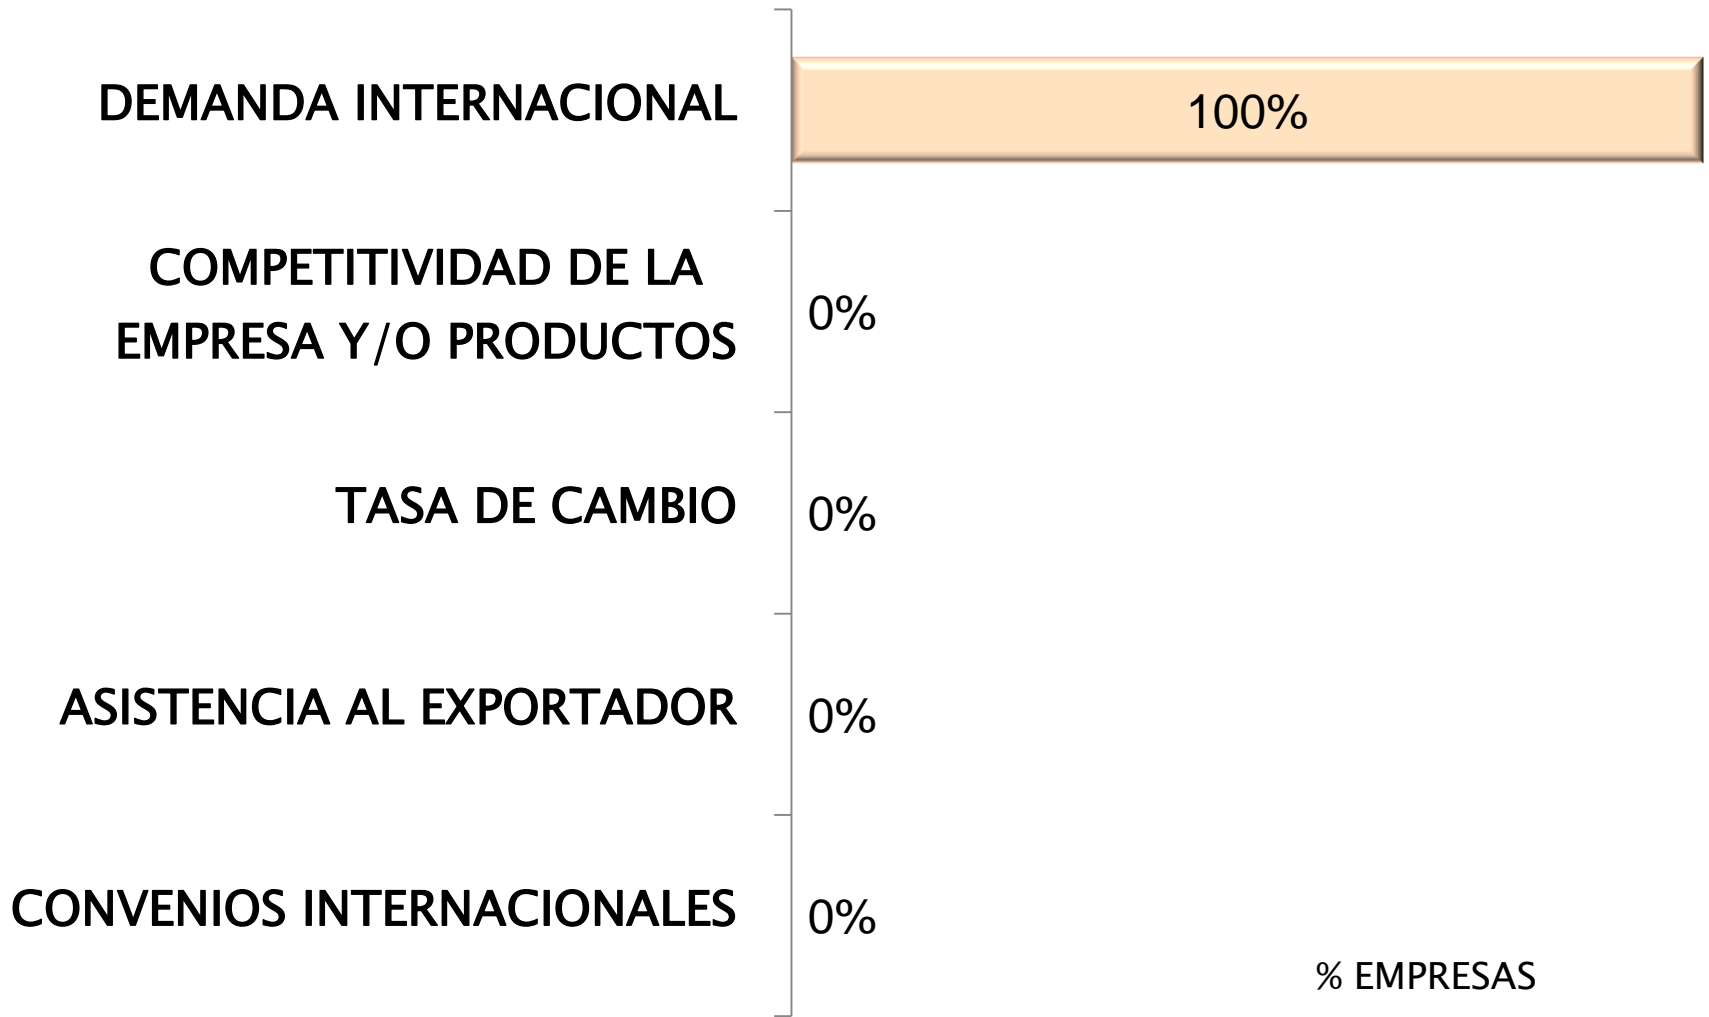 DEMANDA INTERNACIONAL
100%
COMPETITIVIDAD DE LA
EMPRESA Y/O PRODUCTOS
0%
TASA DE CAMBIO
0%
ASISTENCIA AL EXPORTADOR
0%
CONVENIOS INTERNACIONALES
0%
% EMPRESAS